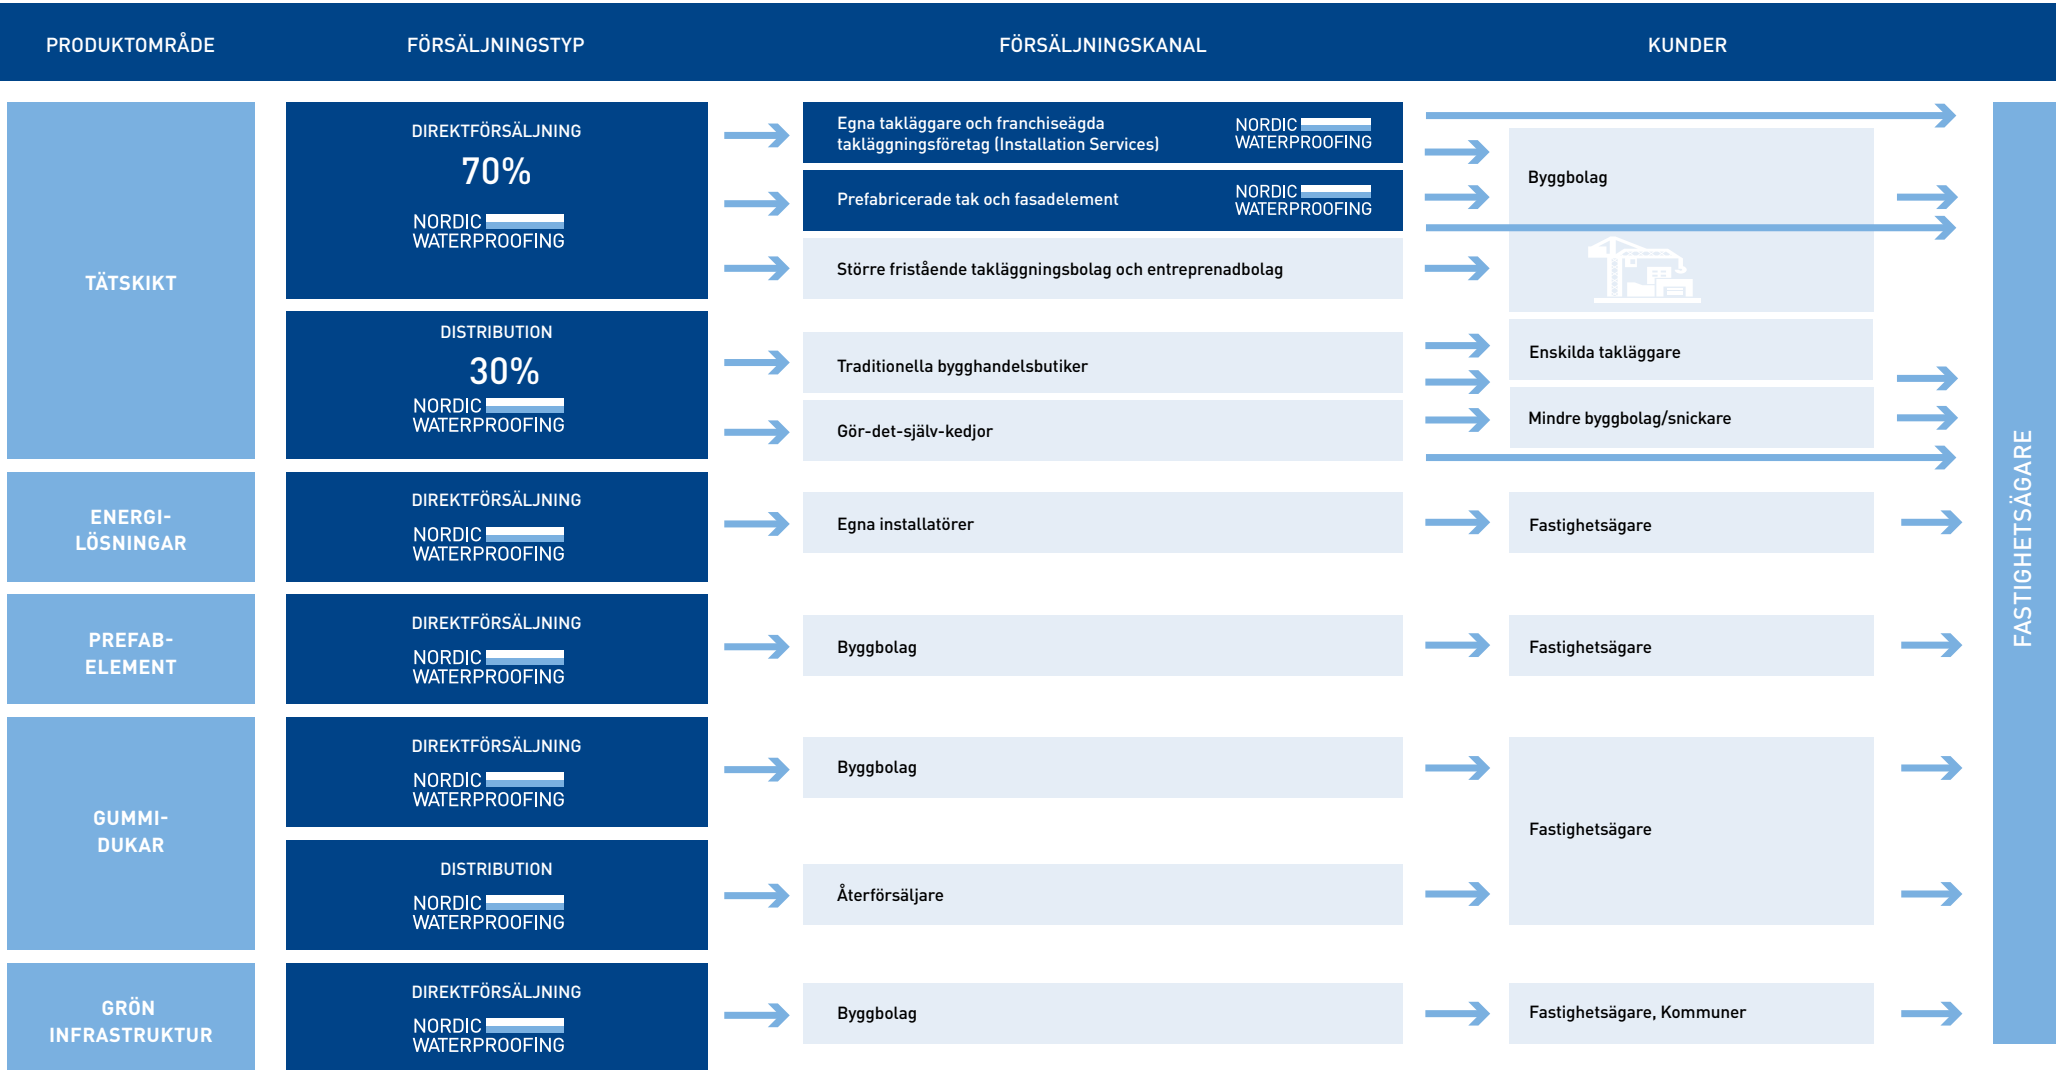 PRODUKTOMRÅDE
FÖRSÄLJNINGSTYP
FÖRSÄLJNINGSKANAL
KUNDER
TÄTSKIKT
DIREKTFÖRSÄLJNING
70%
NORDIC
WATERPROOFING
Egna takläggare och franchiseägda
takläggningsföretag (Installation Services)
NORDIC
WATERPROOFING
Prefabricerade tak och fasadelement
NORDIC
WATERPROOFING
Större fristående takläggningsbolag och entreprenadbolag
Byggbolag
DISTRIBUTION
30%
NORDIC
WATERPROOFING
Traditionella bygghandelsbutiker
Gör-det-själv-kedjor
Enskilda takläggare
Mindre byggbolag/snickare
ENERGI-
LÖSNINGAR
DIREKTFÖRSÄLJNING
NORDIC
WATERPROOFING
Egna installatörer
Fastighetsägare
PREFAB-
ELEMENT
DIREKTFÖRSÄLJNING
NORDIC
WATERPROOFING
Byggbolag
Fastighetsägare
GUMMI-
DUKAR
DIREKTFÖRSÄLJNING
NORDIC
WATERPROOFING
Byggbolag
DISTRIBUTION
NORDIC
WATERPROOFING
Återförsäljare
Fastighetsägare
GRÖN
INFRASTRUKTUR
DIREKTFÖRSÄLJNING
NORDIC
WATERPROOFING
Byggbolag
Fastighetsägare, Kommuner
FASTIGHETSÄGARE